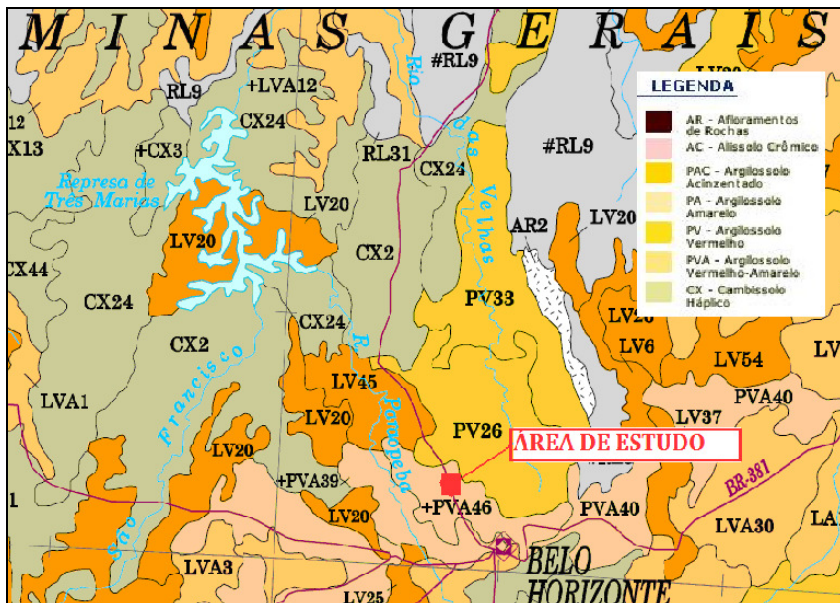 MINAS GERAIS
Rio das Velhas
#RL9
RL9
+LVA12
CX24
12
CX13
+CX3
Represa de
Três Marias
LV20
RL31
CX24
LV20
CX2
#RL9
AR2
LV20
LV20
CX44
CX24
CX2
CX24
R. Paraopeba
PV33
LV6
LV54
LV45
LV20
LVA1
PVA40
LV37
PV26
ÁREA DE ESTUDO
São Francisco
LV20
+PVA39
LV20
+PVA46
PVA40
BR-381
LVA30
LVA3
LV25
BELO
HORIZONTE
LEGENDA
AR - Afloramentos
de Rochas
AC - Alissolo Crômico
PAC - Argilossolo
Acinzentado
PA - Argilossolo
Amarelo
PV - Argilossolo
Vermelho
PVA - Argilossolo
Vermelho-Amarelo
CX - Cambissolo
Háplico